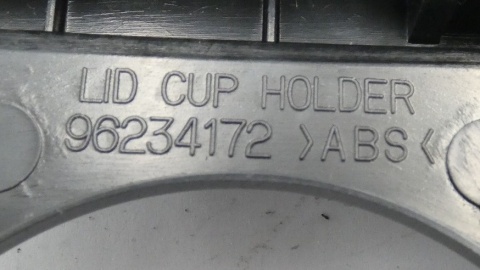 LID CUP HOLDER
96234172 >ABS<